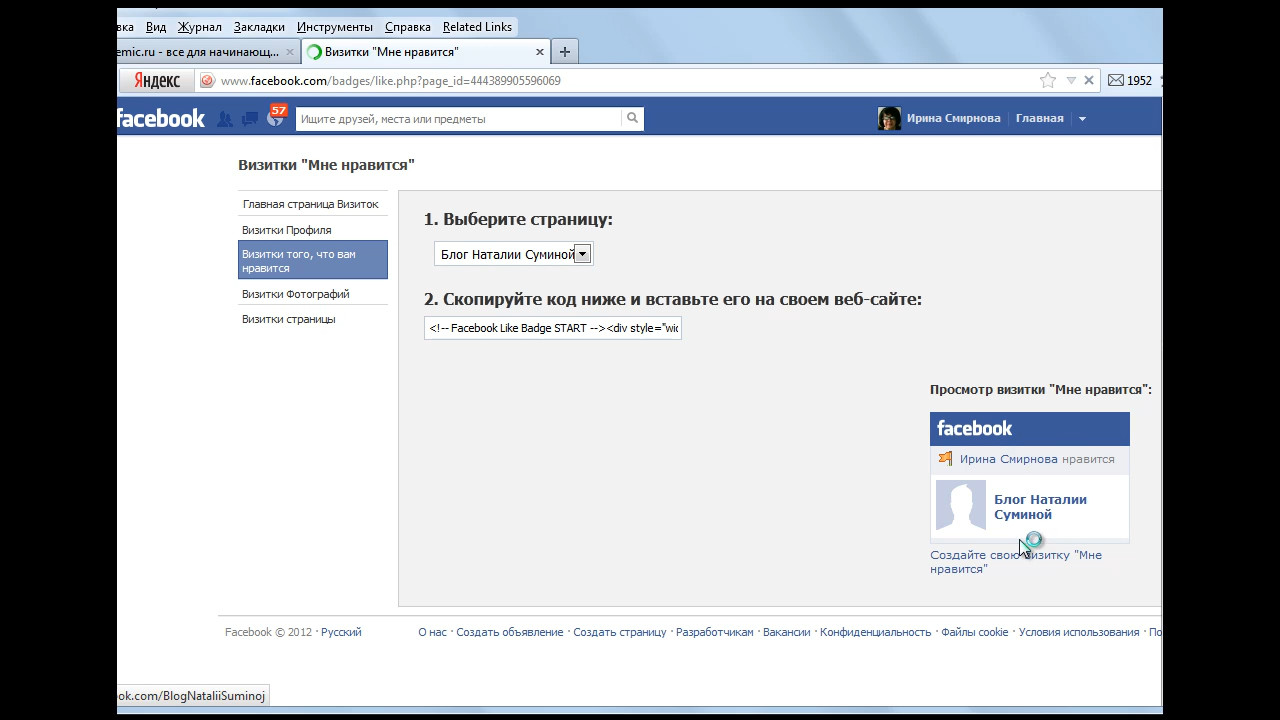 вка Вид Журнал Закладки Инструменты Справка Related Links
emic.ru - все для начинающ... Визитки "Мне нравится"
Яндекс www.facebook.com/badges/like.php?page_id=444389905596069 1952
facebook 57 Ищите друзей, места или предметы Ирина Смирнова Главная
Визитки "Мне нравится"
Главная страница Визиток
Визитки Профиля
Визитки того, что вам
нравится
Визитки Фотографий
Визитки страницы
1. Выберите страницу:
Блог Наталии Суминой
2. Скопируйте код ниже и вставьте его на своем веб-сайте:
<!-- Facebook Like Badge START --><div style="wid
Просмотр визитки "Мне нравится":
facebook
Ирина Смирнова нравится
Блог Наталии
Суминой
Создайте свою визитку "Мне
нравится"
Facebook © 2012 · Русский О нас · Создать объявление · Создать страницу · Разработчикам · Вакансии · Конфиденциальность · Файлы cookie · Условия использования · По
ok.com/BlogNataliiSuminoj